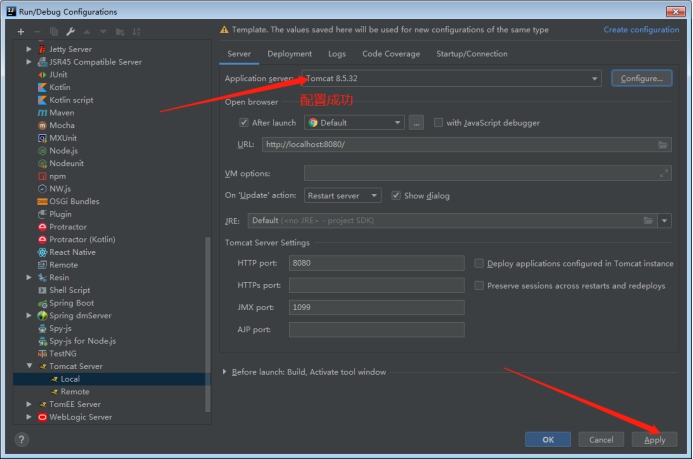 Run/Debug Configurations
Jetty Server
JSR45 Compatible Server
JUnit
Kotlin
Kotlin script
Maven
Mocha
MXUnit
Node.js
Nodeunit
npm
NW.js
OSGi Bundles
Plugin
Protractor
Protractor (Kotlin)
React Native
Remote
Resin
Shell Script
Spring Boot
Spring dmServer
Spy-js
Spy-js for Node.js
TestNG
Tomcat Server
Local
Remote
TomEE Server
WebLogic Server
Template. The values saved here will be used for new configurations of the same type
Create configuration
Server Deployment Logs Code Coverage Startup/Connection
Application server: Tomcat 8.5.32 Configure...
配置成功
Open browser
After launch Default ... with JavaScript debugger
URL: http://localhost:8080/
VM options:
On 'Update' action: Restart server Show dialog
JRE: Default (<no JRE> - project SDK)
Tomcat Server Settings
HTTP port: 8080 Deploy applications configured in Tomcat instance
HTTPs port: Preserve sessions across restarts and redeploys
JMX port: 1099
AJP port:
Before launch: Build, Activate tool window
? OK Cancel Apply